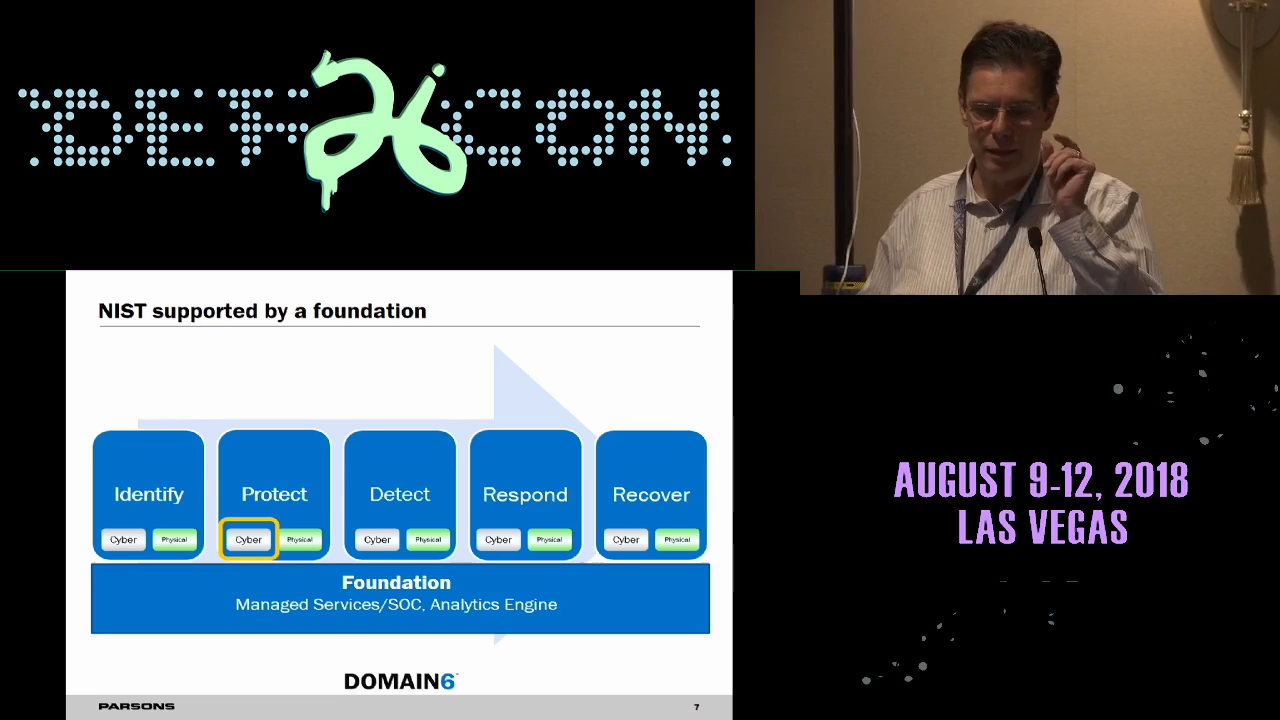 DEF 26 CON
NIST supported by a foundation
Identify
Cyber
Physical
Protect
Cyber
Physical
Detect
Cyber
Physical
Respond
Cyber
Physical
Recover
Cyber
Physical
Foundation
Managed Services/SOC, Analytics Engine
DOMAIN6
PARSONS
7
AUGUST 9-12, 2018
LAS VEGAS